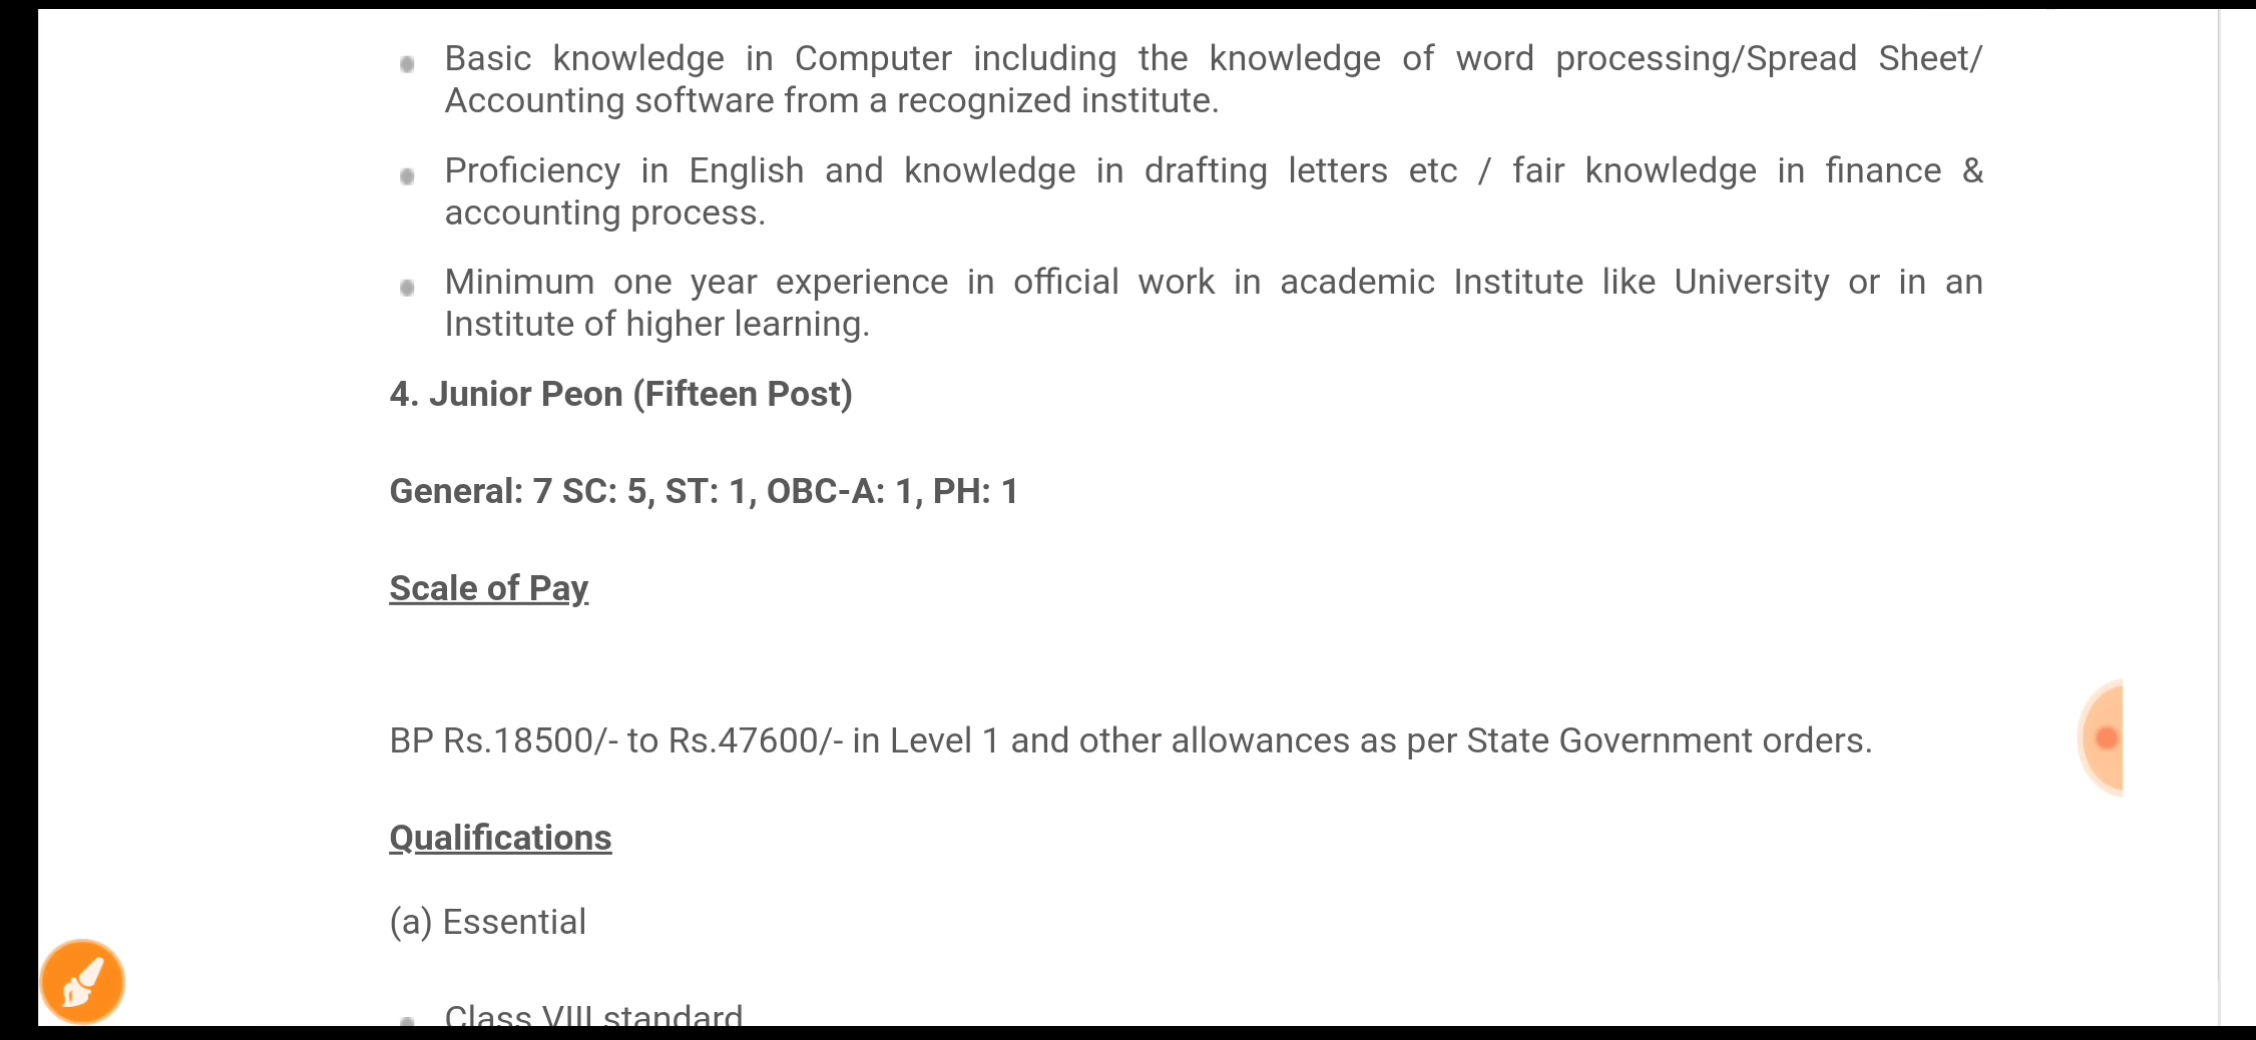 Basic knowledge in Computer including the knowledge of word processing/Spread Sheet/
Accounting software from a recognized institute.
Proficiency in English and knowledge in drafting letters etc / fair knowledge in finance &
accounting process.
Minimum one year experience in official work in academic Institute like University or in an
Institute of higher learning.
4. Junior Peon (Fifteen Post)
General: 7 SC: 5, ST: 1, OBC-A: 1, PH: 1
Scale of Pay
BP Rs.18500/- to Rs.47600/- in Level 1 and other allowances as per State Government orders.
Qualifications
(a) Essential
Class VIII standard